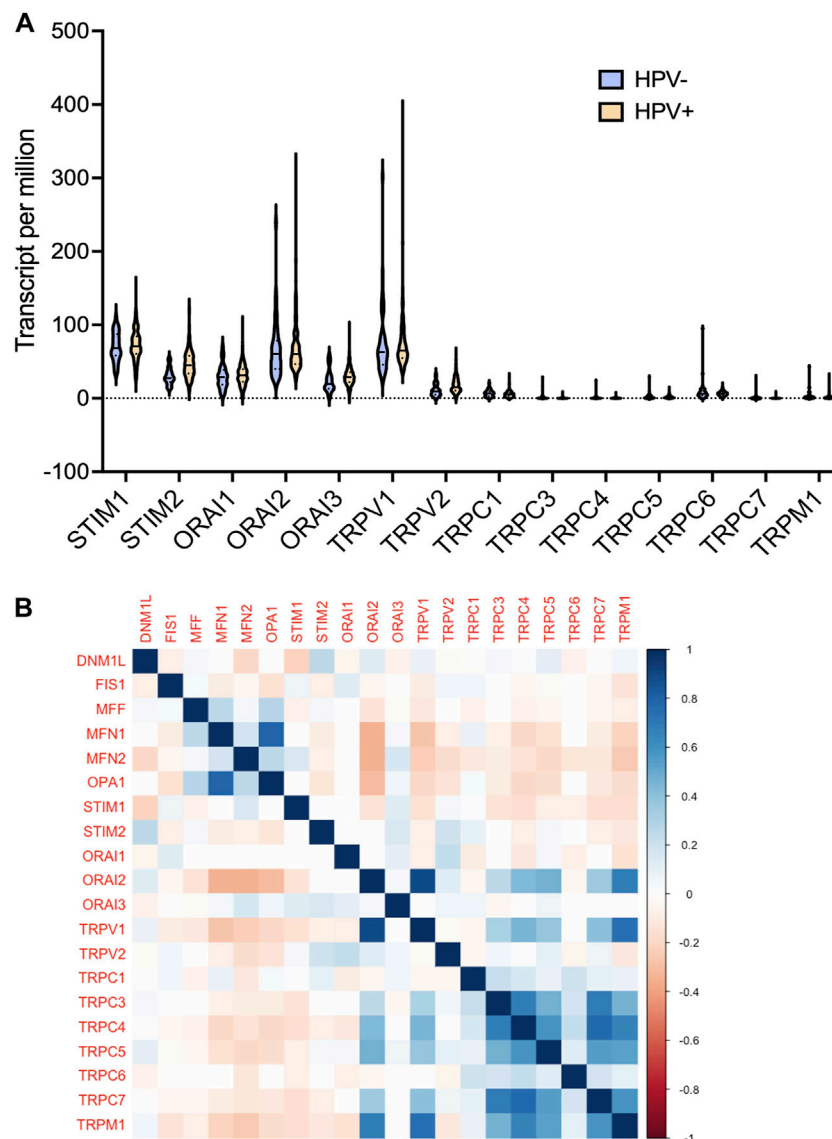 A
500
400
300
200
100
0
-100
Transcript per million
HPV-
HPV+
STIM1 STIM2 ORAI1 ORAI2 ORAI3 TRPV1 TRPV2 TRPC1 TRPC3 TRPC4 TRPC5 TRPC6 TRPC7 TRPM1
B
DNM1L FIS1 MFF MFN1 MFN2 OPA1 STIM1 STIM2 ORAI1 ORAI2 ORAI3 TRPV1 TRPV2 TRPC1 TRPC3 TRPC4 TRPC5 TRPC6 TRPC7 TRPM1
DNM1L
FIS1
MFF
MFN1
MFN2
OPA1
STIM1
STIM2
ORAI1
ORAI2
ORAI3
TRPV1
TRPV2
TRPC1
TRPC3
TRPC4
TRPC5
TRPC6
TRPC7
TRPM1
1
0.8
0.6
0.4
0.2
0
-0.2
-0.4
-0.6
-0.8
-1